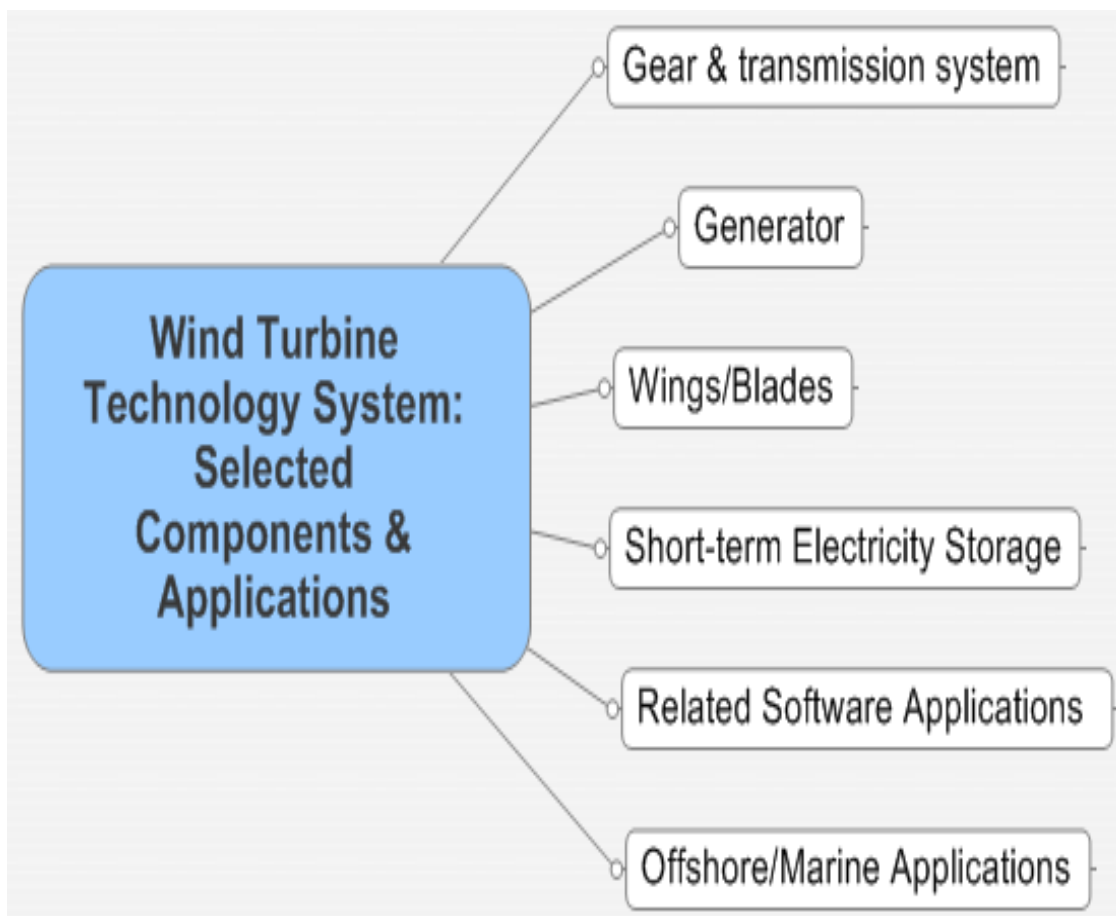 Gear & transmission system
Generator
Wind Turbine
Technology System:
Selected
Components &
Applications
Wings/Blades
Short-term Electricity Storage
Related Software Applications
Offshore/Marine Applications